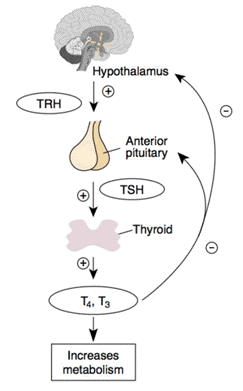 Hypothalamus
TRH
+
−
Anterior
pituitary
+
TSH
Thyroid
−
+
T4, T3
Increases
metabolism